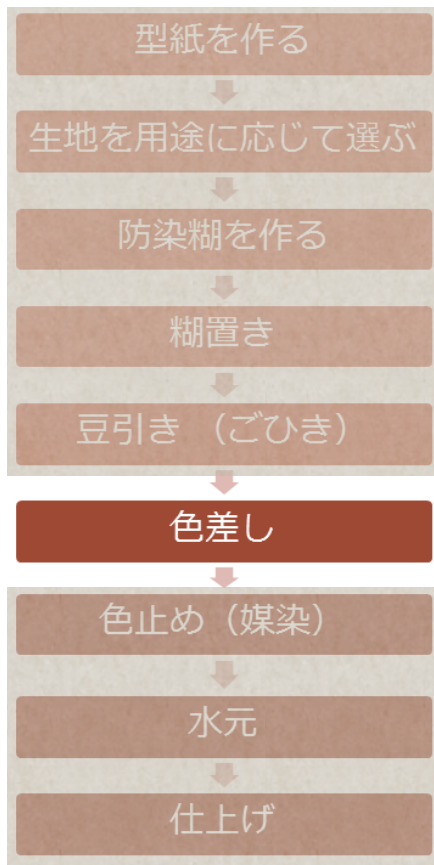 型紙を作る
生地を用途に応じて選ぶ
防染糊を作る
糊置き
豆引き （ごひき）
色差し
色止め（媒染）
水元
仕上げ